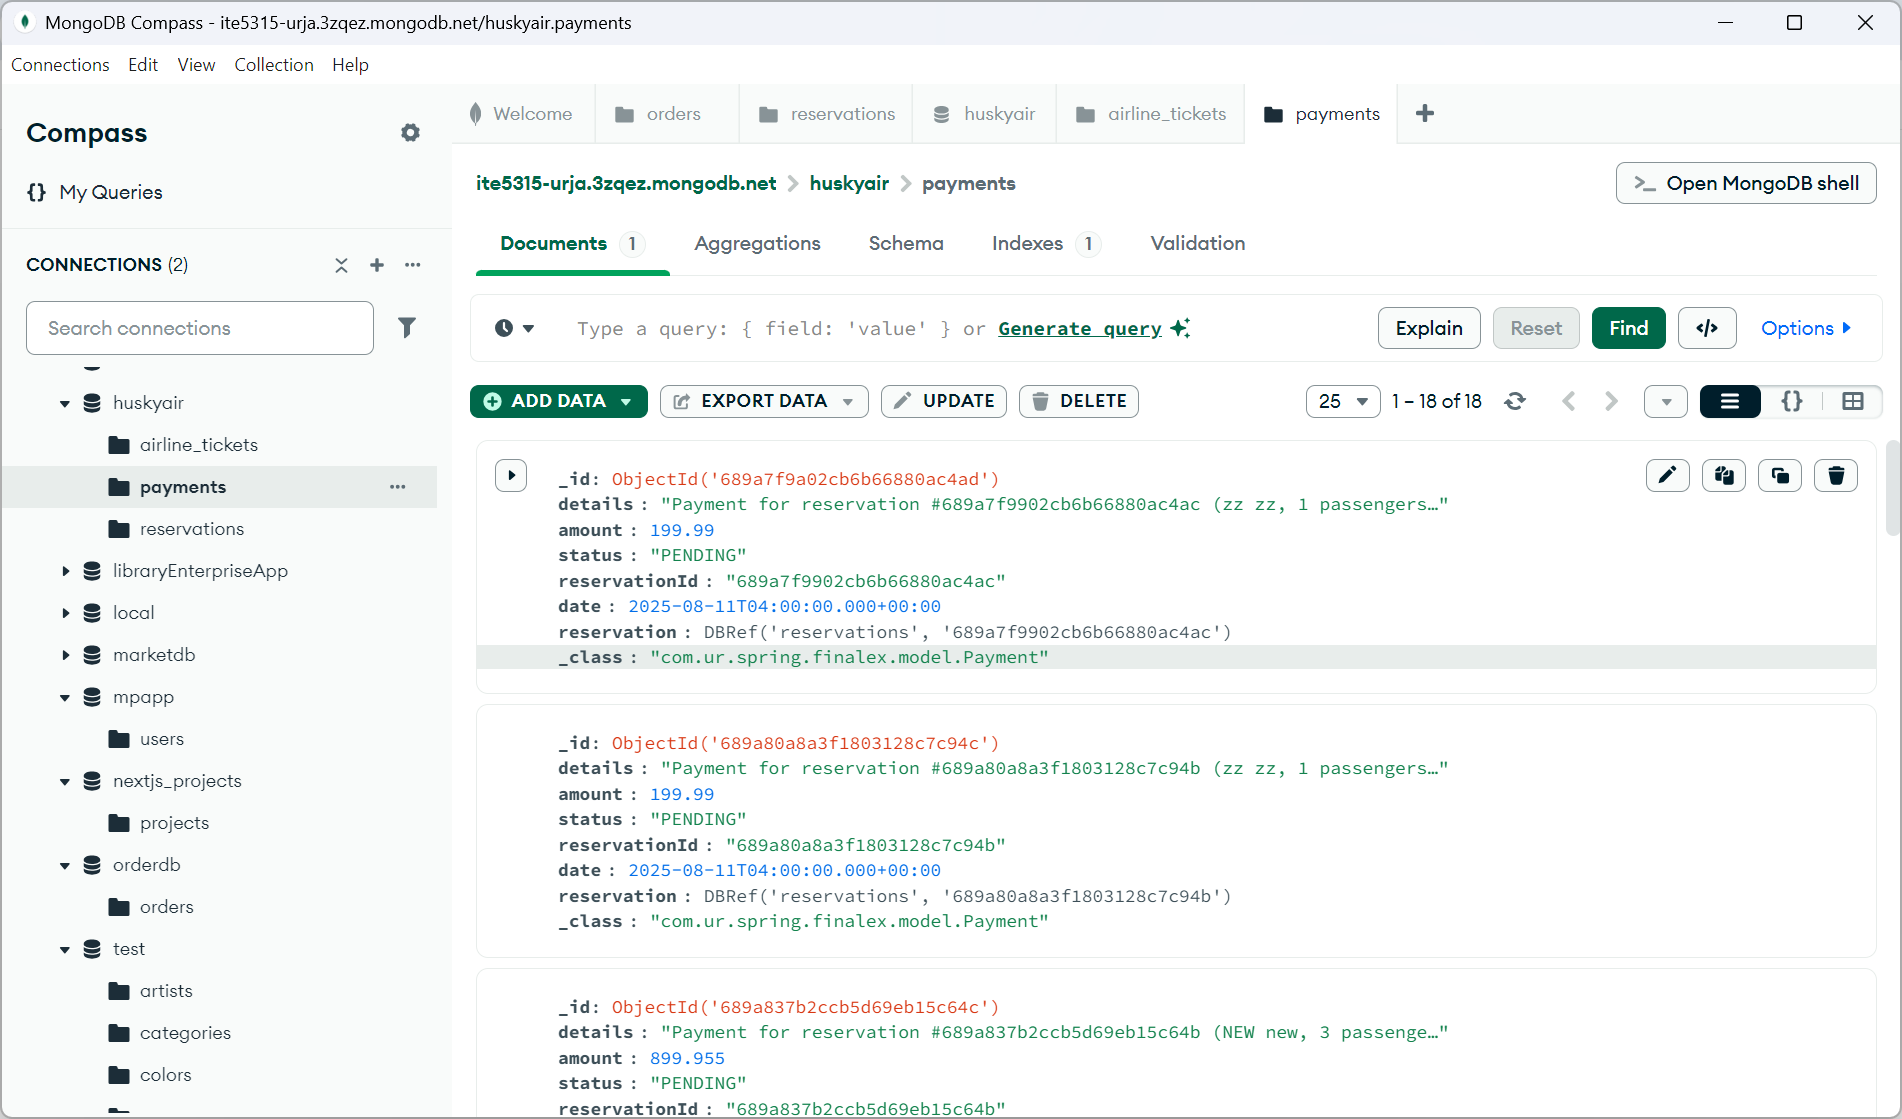 MongoDB Compass - ite5315-urja.3zqez.mongodb.net/huskyair.payments
Connections Edit View Collection Help
Compass
My Queries
CONNECTIONS (2)
Search connections
huskyair
airline_tickets
payments
reservations
libraryEnterpriseApp
local
marketdb
mpapp
users
nextjs_projects
projects
orderdb
orders
test
artists
categories
colors
Welcome orders reservations huskyair airline_tickets payments
ite5315-urja.3zqez.mongodb.net > huskyair > payments
>_ Open MongoDB shell
Documents 1 Aggregations Schema Indexes 1 Validation
Type a query: { field: 'value' } or Generate query
Explain Reset Find </> Options
ADD DATA EXPORT DATA UPDATE DELETE
25 1 – 18 of 18 {}
_id: ObjectId('689a7f9a02cb6b66880ac4ad')
details : "Payment for reservation #689a7f9902cb6b66880ac4ac (zz zz, 1 passengers…"
amount : 199.99
status : "PENDING"
reservationId : "689a7f9902cb6b66880ac4ac"
date : 2025-08-11T04:00:00.000+00:00
reservation : DBRef('reservations', '689a7f9902cb6b66880ac4ac')
_class : "com.ur.spring.finalex.model.Payment"
_id: ObjectId('689a80a8a3f1803128c7c94c')
details : "Payment for reservation #689a80a8a3f1803128c7c94b (zz zz, 1 passengers…"
amount : 199.99
status : "PENDING"
reservationId : "689a80a8a3f1803128c7c94b"
date : 2025-08-11T04:00:00.000+00:00
reservation : DBRef('reservations', '689a80a8a3f1803128c7c94b')
_class : "com.ur.spring.finalex.model.Payment"
_id: ObjectId('689a837b2ccb5d69eb15c64c')
details : "Payment for reservation #689a837b2ccb5d69eb15c64b (NEW new, 3 passenge…"
amount : 899.955
status : "PENDING"
reservationId : "689a837b2ccb5d69eb15c64b"